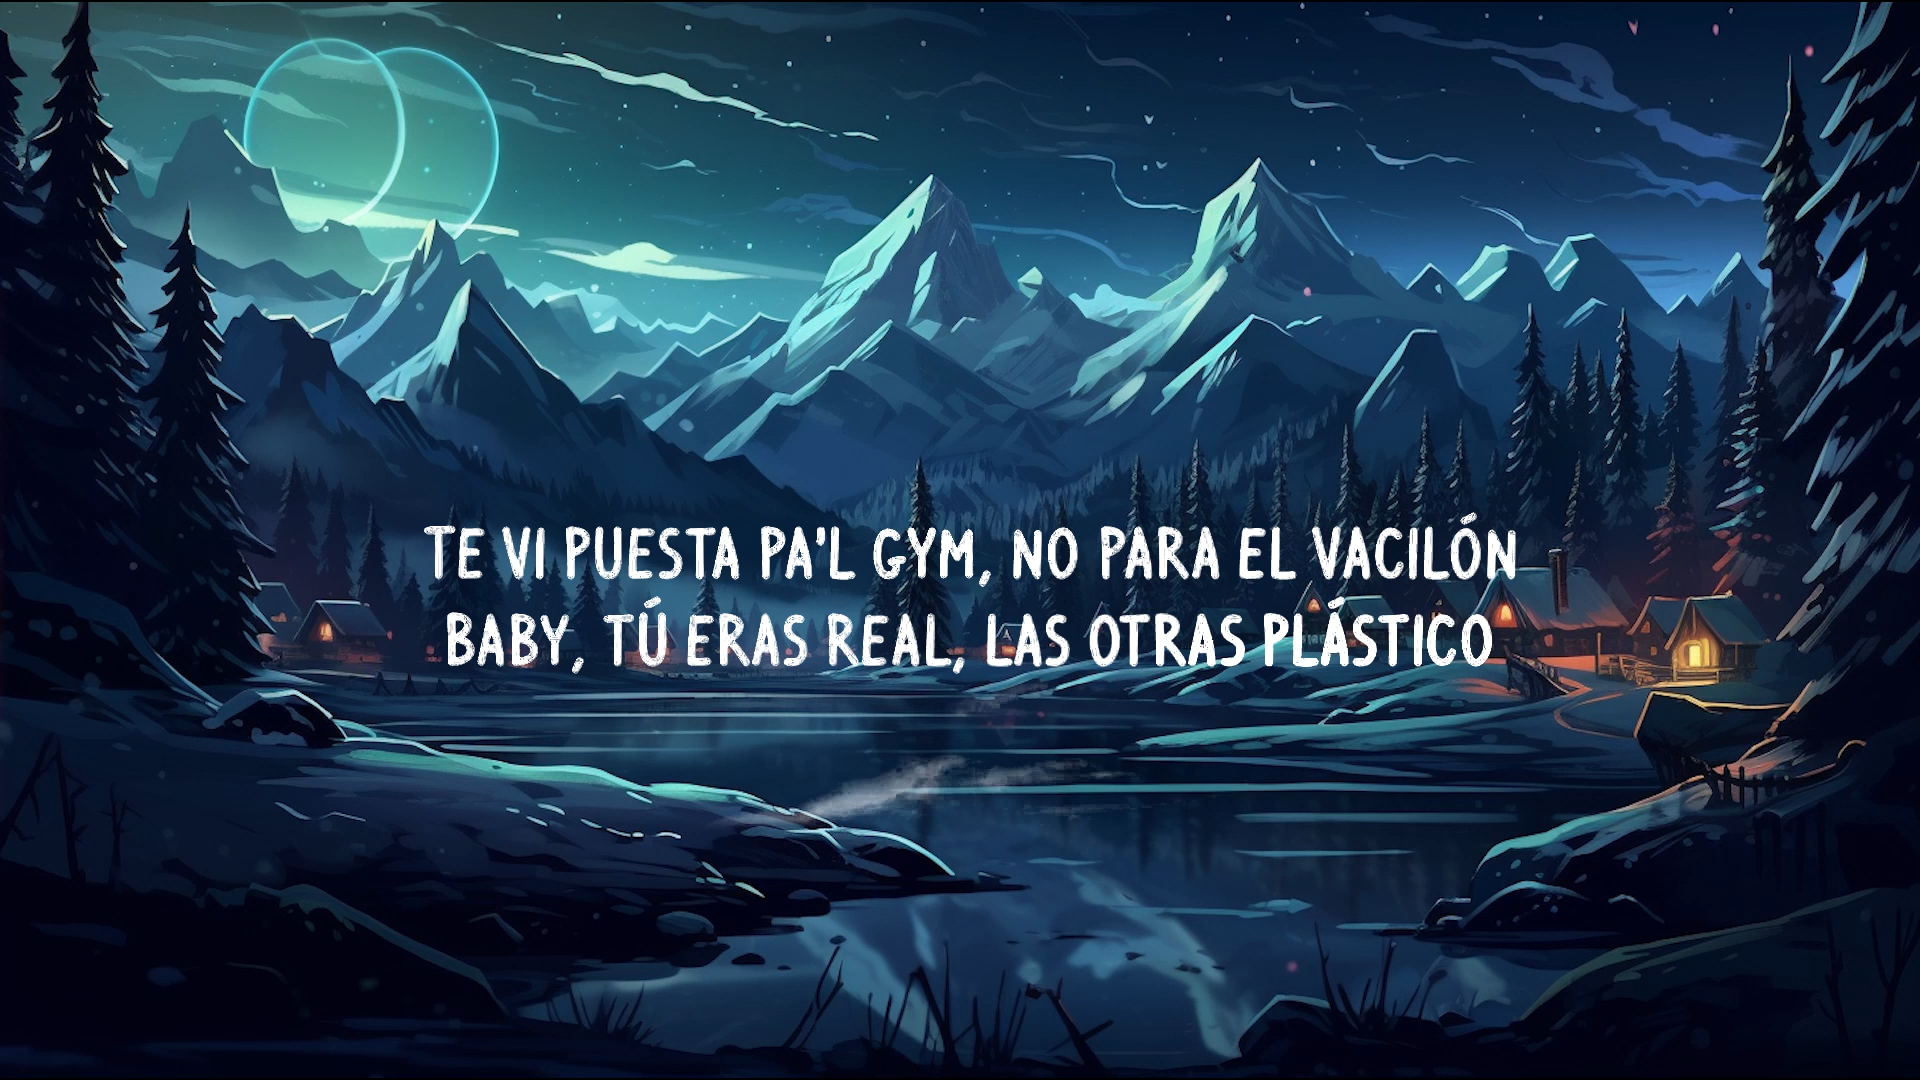 TE VI PUESTA PA'L GYM, NO PARA EL VACILÓN
BABY, TÚ ERAS REAL, LAS OTRAS PLÁSTICO